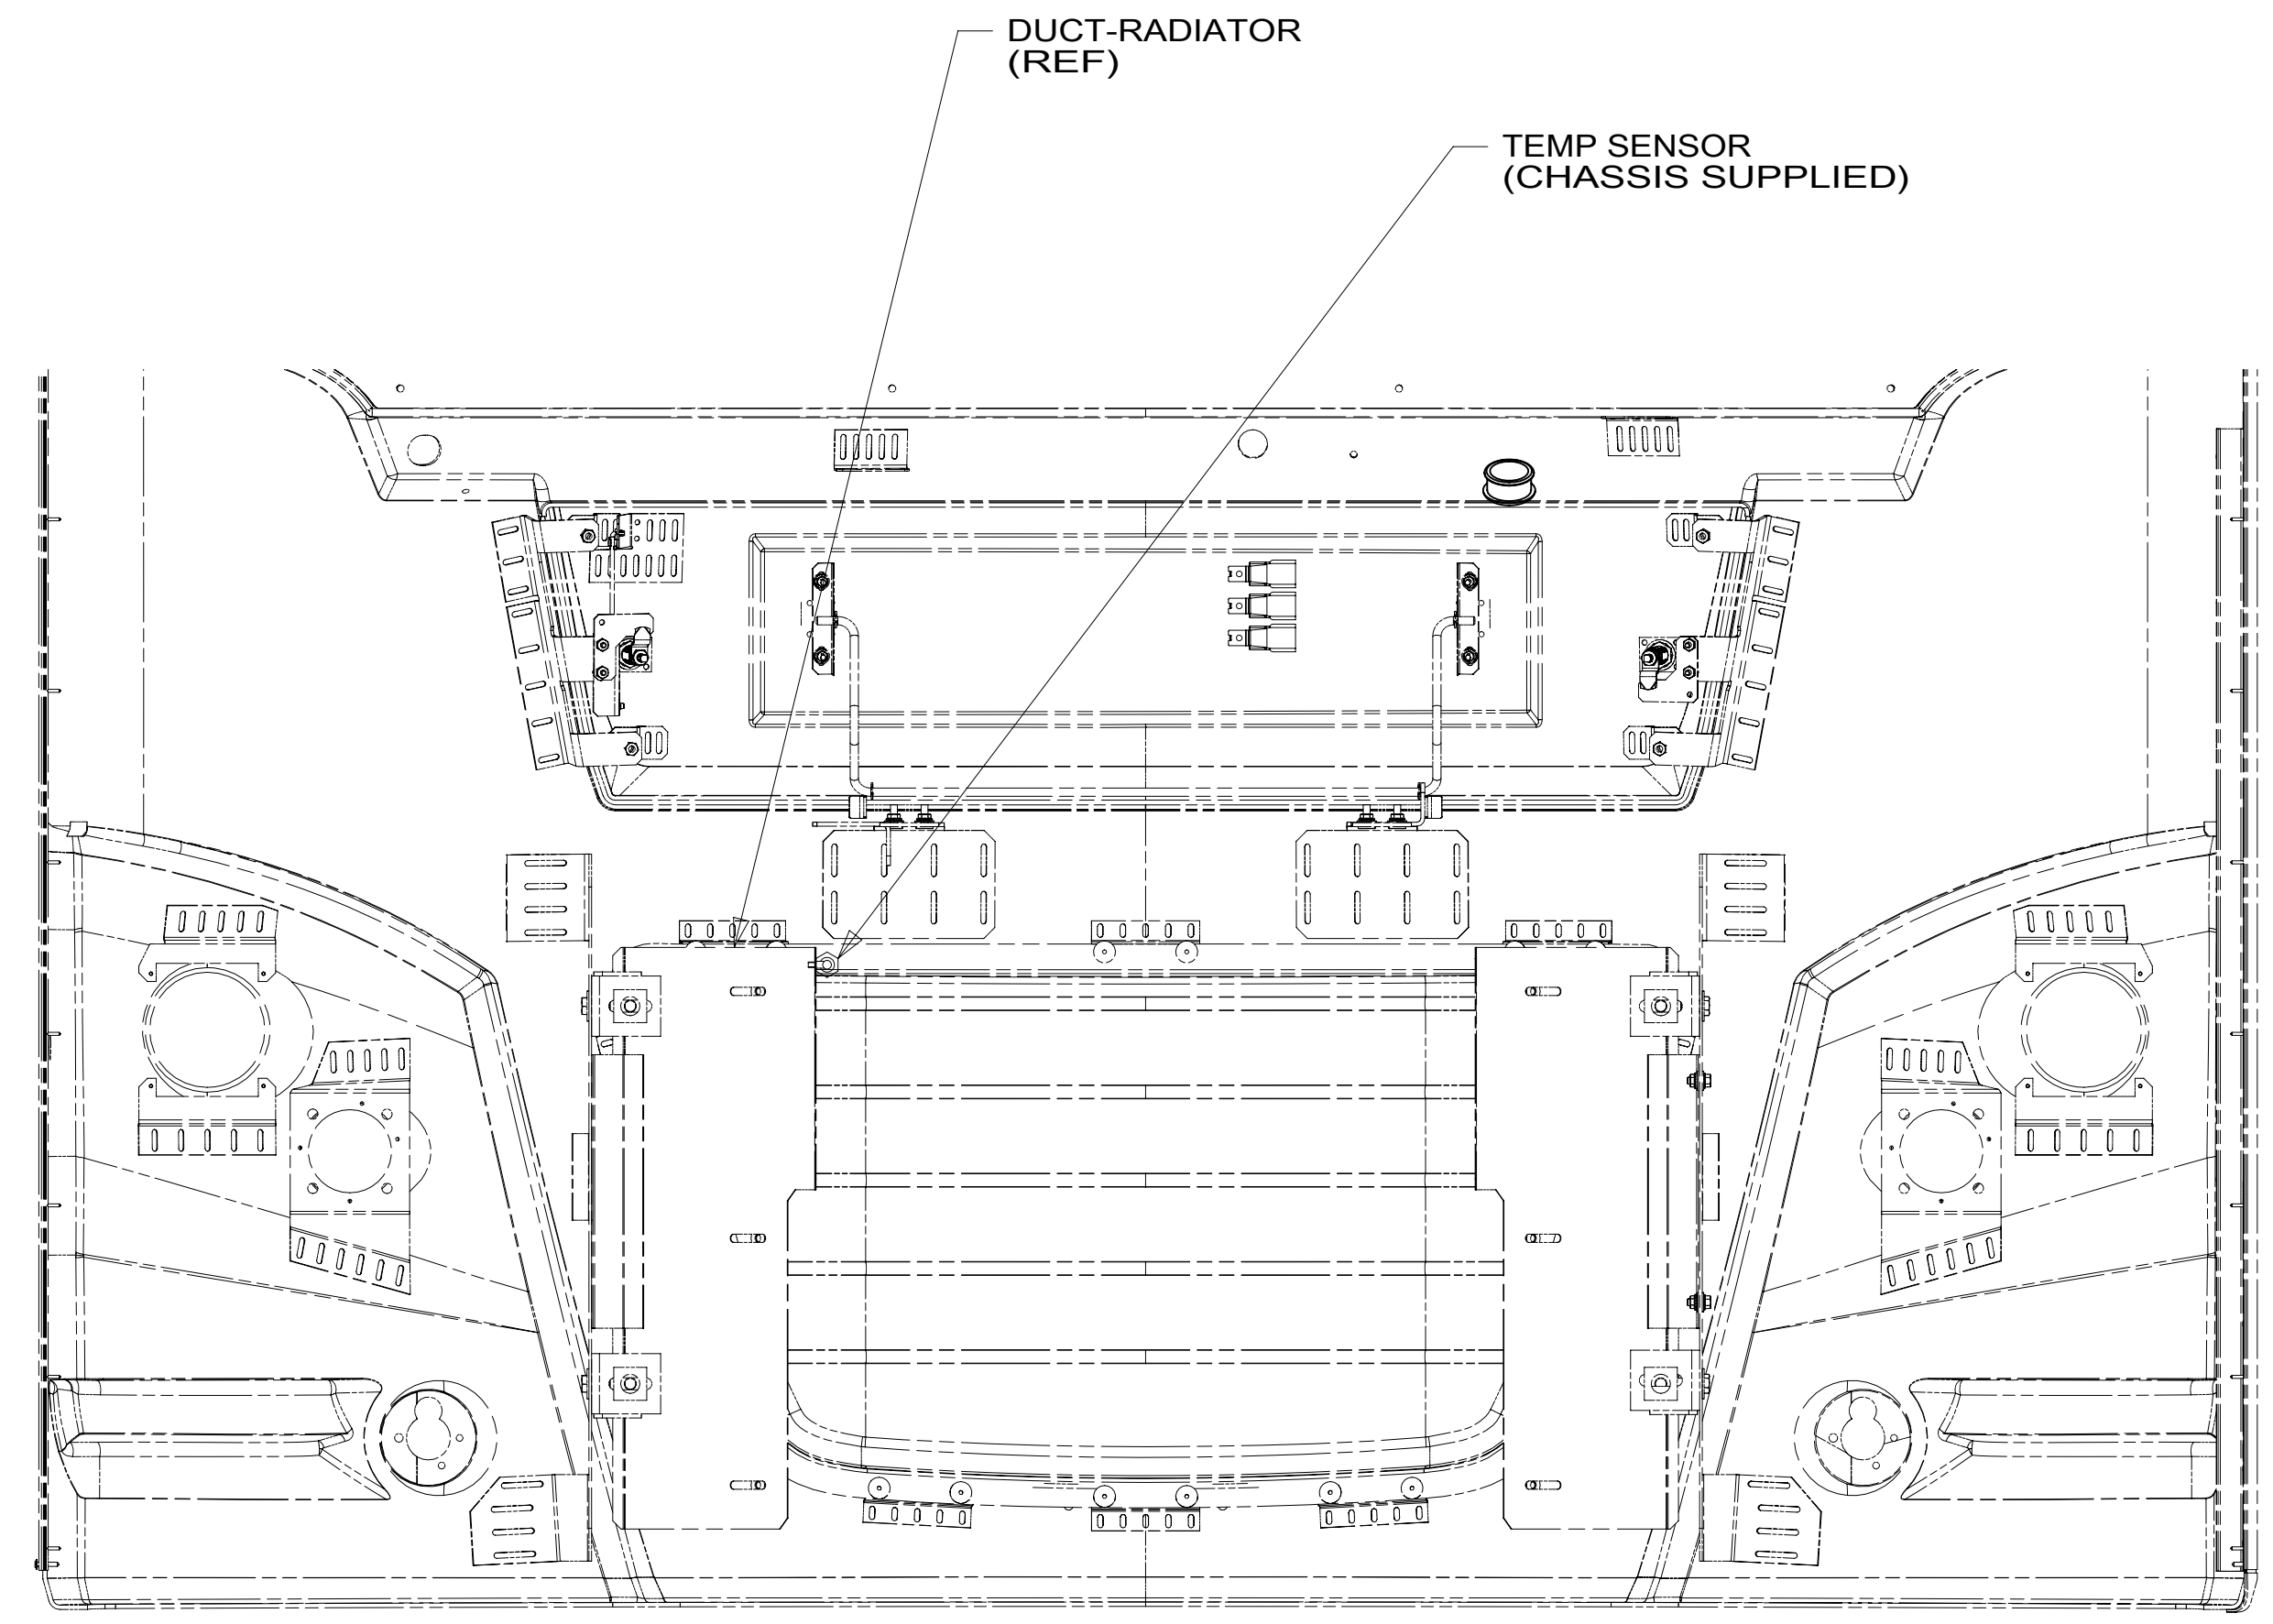 DUCT-RADIATOR
(REF)
TEMP SENSOR
(CHASSIS SUPPLIED)